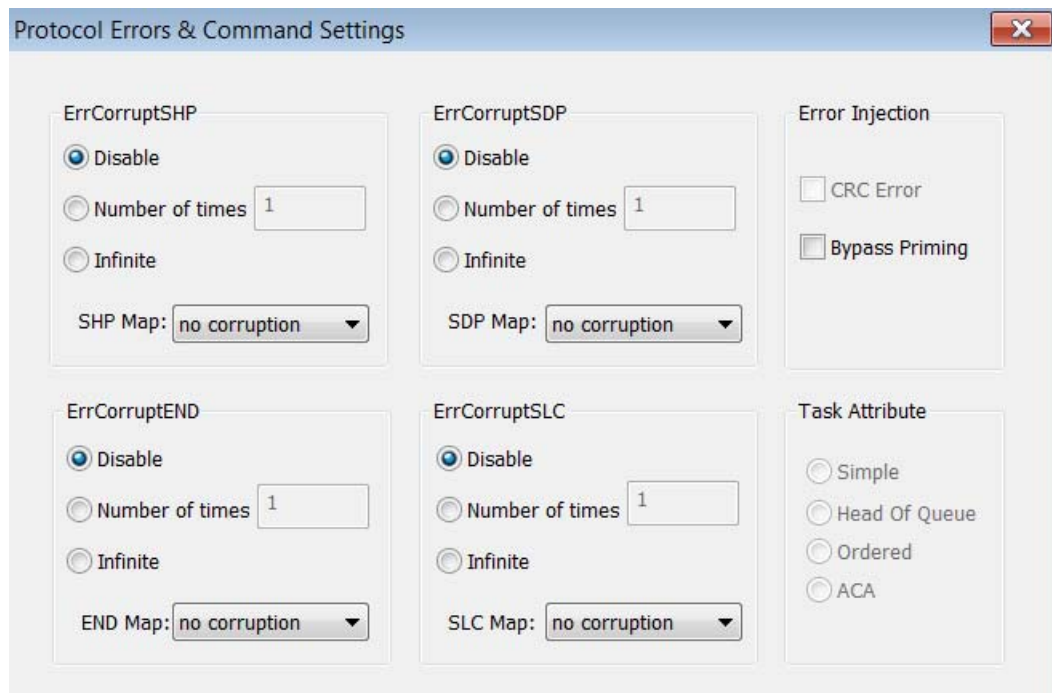 Protocol Errors & Command Settings
ErrCorruptSHP
Disable
Number of times 1
Infinite
SHP Map: no corruption
ErrCorruptSDP
Disable
Number of times 1
Infinite
SDP Map: no corruption
Error Injection
CRC Error
Bypass Priming
ErrCorruptEND
Disable
Number of times 1
Infinite
END Map: no corruption
ErrCorruptSLC
Disable
Number of times 1
Infinite
SLC Map: no corruption
Task Attribute
Simple
Head Of Queue
Ordered
ACA